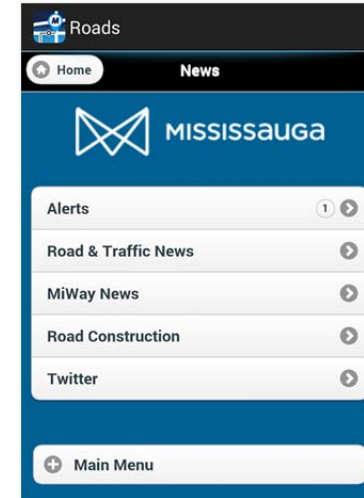 M
Roads
Home
News
MISSISSAUGA
Alerts
1
Road & Traffic News
MiWay News
Road Construction
Twitter
Main Menu